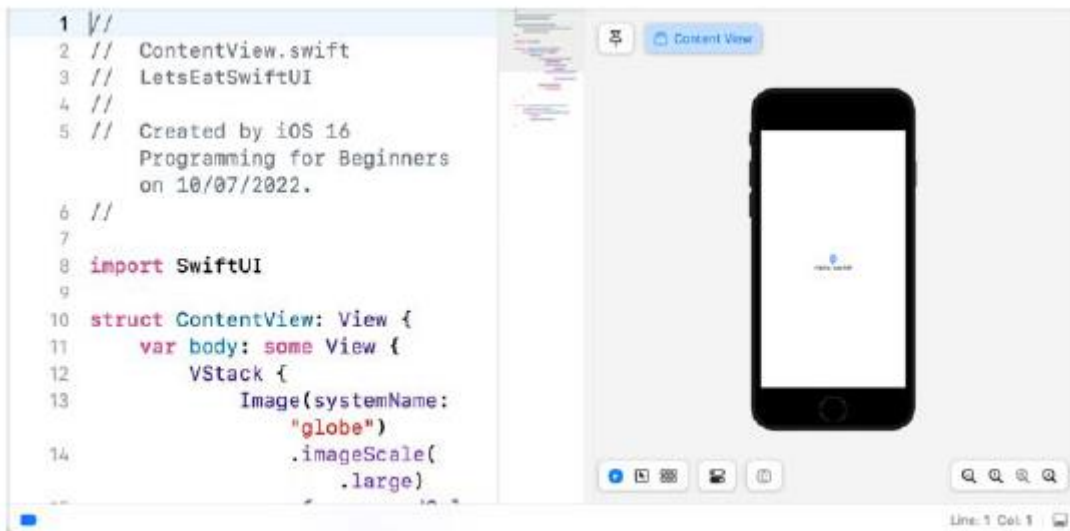 1 //
2 // ContentView.swift
3 // LetsEatSwiftUI
4 //
5 // Created by iOS 16
Programming for Beginners
on 10/07/2022.
6 //
7
8 import SwiftUI
9
10 struct ContentView: View {
11 var body: some View {
12 VStack {
13 Image(systemName:
"globe")
14 .imageScale(
.large)
Content View
Line: 1 Col: 1